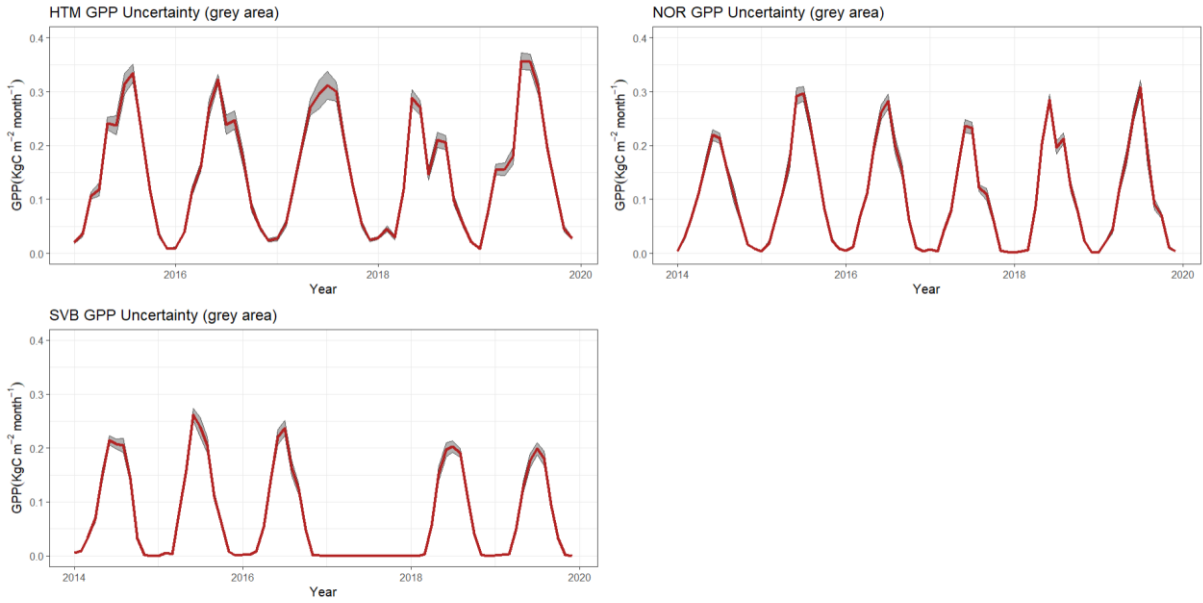 HTM GPP Uncertainty (grey area)
GPP(KgC m⁻² month⁻¹)
0.4
0.3
0.2
0.1
0.0
2016
2018
2020
Year
NOR GPP Uncertainty (grey area)
GPP(KgC m⁻² month⁻¹)
0.4
0.3
0.2
0.1
0.0
2014
2016
2018
2020
Year
SVB GPP Uncertainty (grey area)
GPP(KgC m⁻² month⁻¹)
0.4
0.3
0.2
0.1
0.0
2014
2016
2018
2020
Year